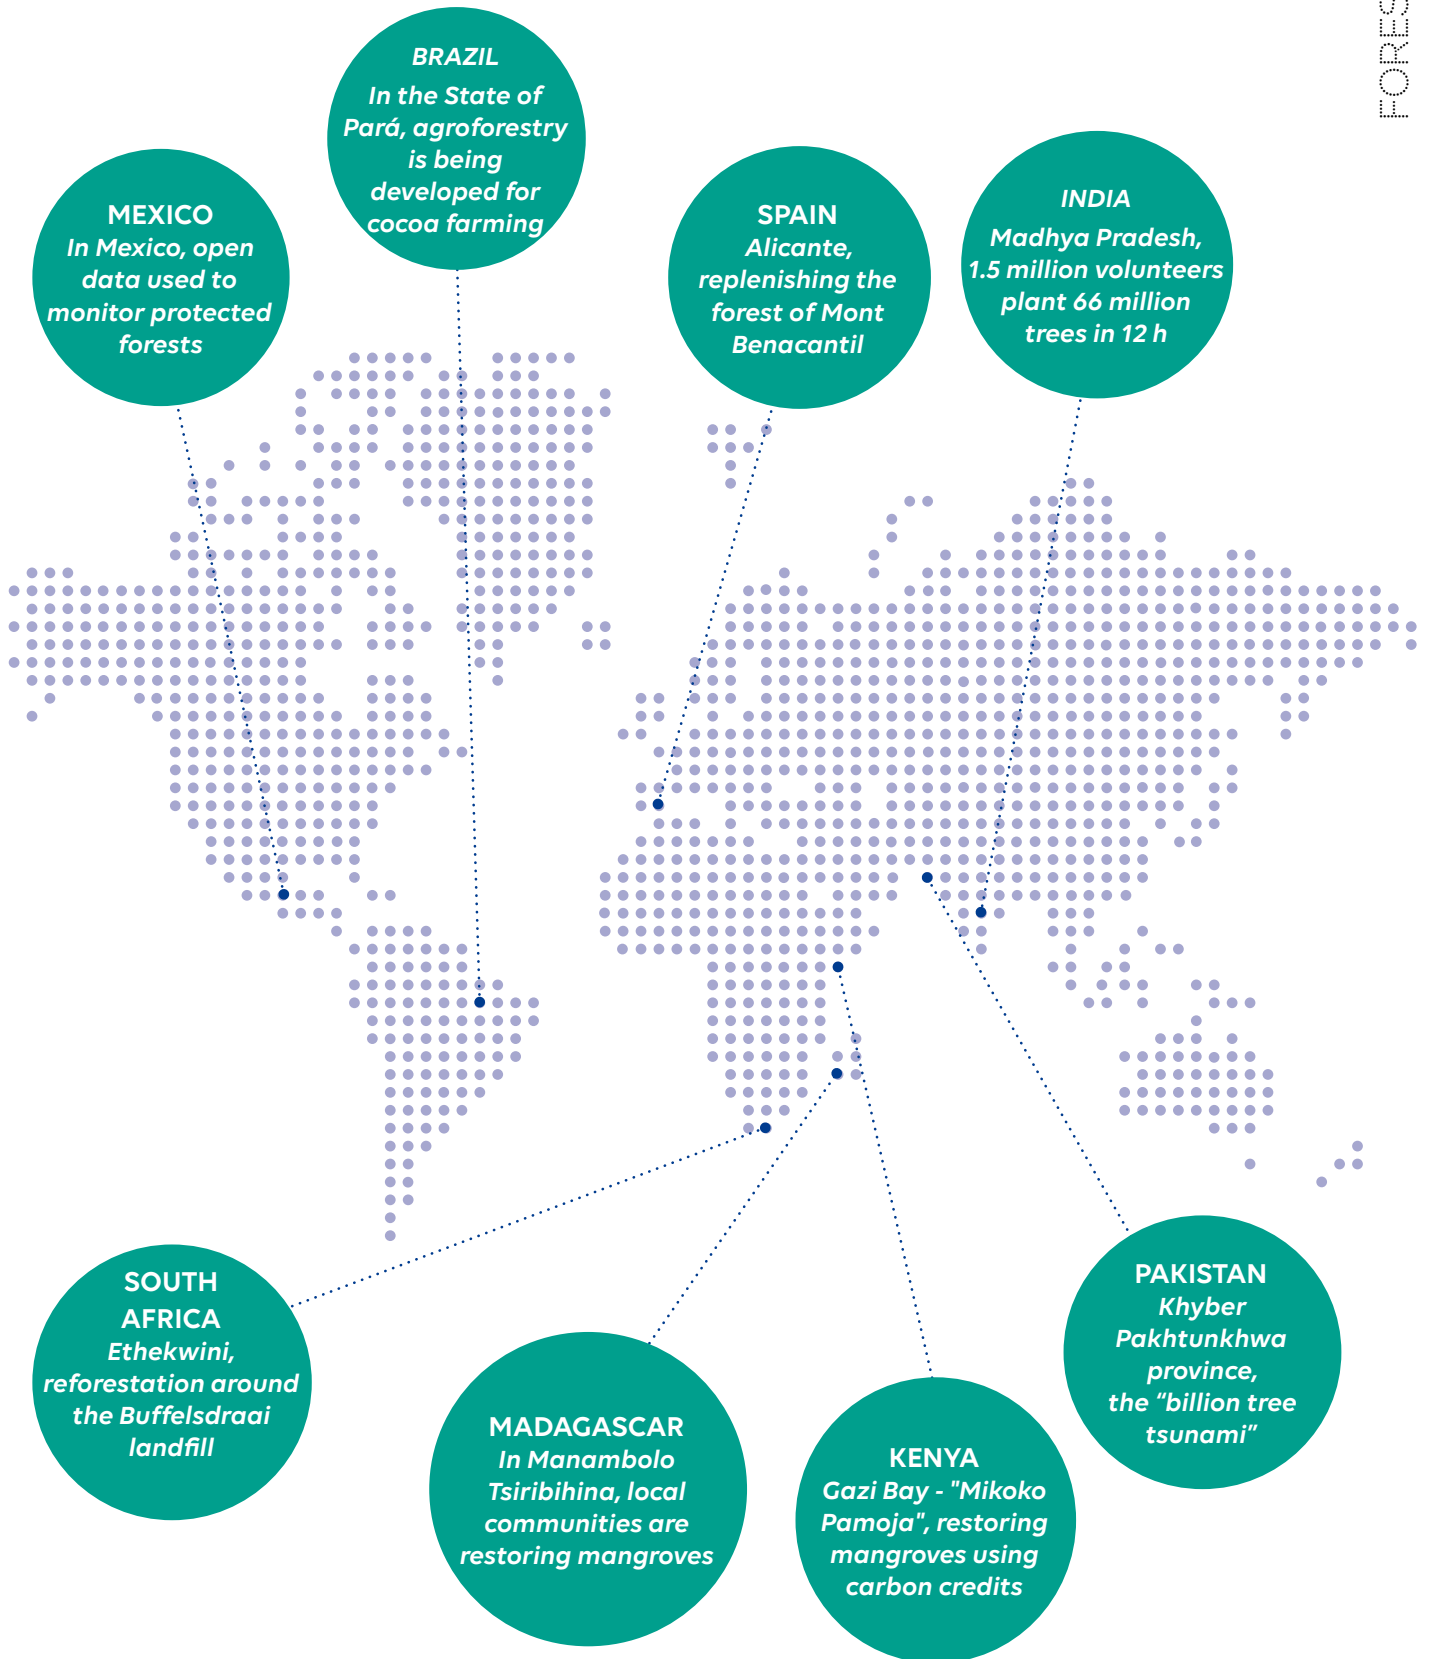 BRAZIL
In the State of
Pará, agroforestry
is being
developed for
cocoa farming
MEXICO
In Mexico, open
data used to
monitor protected
forests
SPAIN
Alicante,
replenishing the
forest of Mont
Benacantil
INDIA
Madhya Pradesh,
1.5 million volunteers
plant 66 million
trees in 12 h
SOUTH
AFRICA
Ethekwini,
reforestation around
the Buffelsdraai
landfill
MADAGASCAR
In Manambolo
Tsiribihina, local
communities are
restoring mangroves
KENYA
Gazi Bay - "Mikoko
Pamoja", restoring
mangroves using
carbon credits
PAKISTAN
Khyber
Pakhtunkhwa
province,
the “billion tree
tsunami”